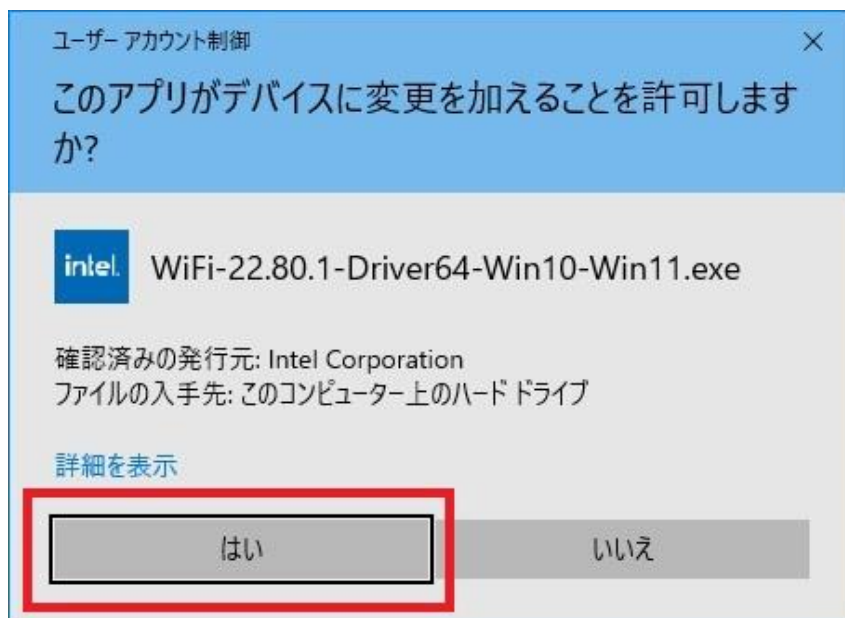 ユーザー アカウント制御
このアプリがデバイスに変更を加えることを許可します
か?
intel.
WiFi-22.80.1-Driver64-Win10-Win11.exe
確認済みの発行元: Intel Corporation
ファイルの入手先: このコンピューター上のハード ドライブ
詳細を表示
はい
いいえ